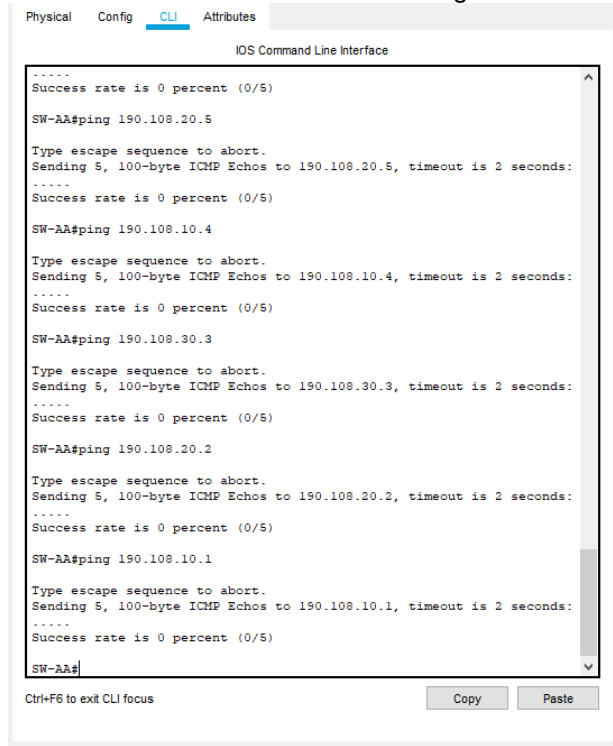 Physical Config CLI Attributes
IOS Command Line Interface
.....
Success rate is 0 percent (0/5)
SW-AA#ping 190.108.20.5
Type escape sequence to abort.
Sending 5, 100-byte ICMP Echos to 190.108.20.5, timeout is 2 seconds:
.....
Success rate is 0 percent (0/5)
SW-AA#ping 190.108.10.4
Type escape sequence to abort.
Sending 5, 100-byte ICMP Echos to 190.108.10.4, timeout is 2 seconds:
.....
Success rate is 0 percent (0/5)
SW-AA#ping 190.108.30.3
Type escape sequence to abort.
Sending 5, 100-byte ICMP Echos to 190.108.30.3, timeout is 2 seconds:
.....
Success rate is 0 percent (0/5)
SW-AA#ping 190.108.20.2
Type escape sequence to abort.
Sending 5, 100-byte ICMP Echos to 190.108.20.2, timeout is 2 seconds:
.....
Success rate is 0 percent (0/5)
SW-AA#ping 190.108.10.1
Type escape sequence to abort.
Sending 5, 100-byte ICMP Echos to 190.108.10.1, timeout is 2 seconds:
.....
Success rate is 0 percent (0/5)
SW-AA#
Ctrl+F6 to exit CLI focus Copy Paste